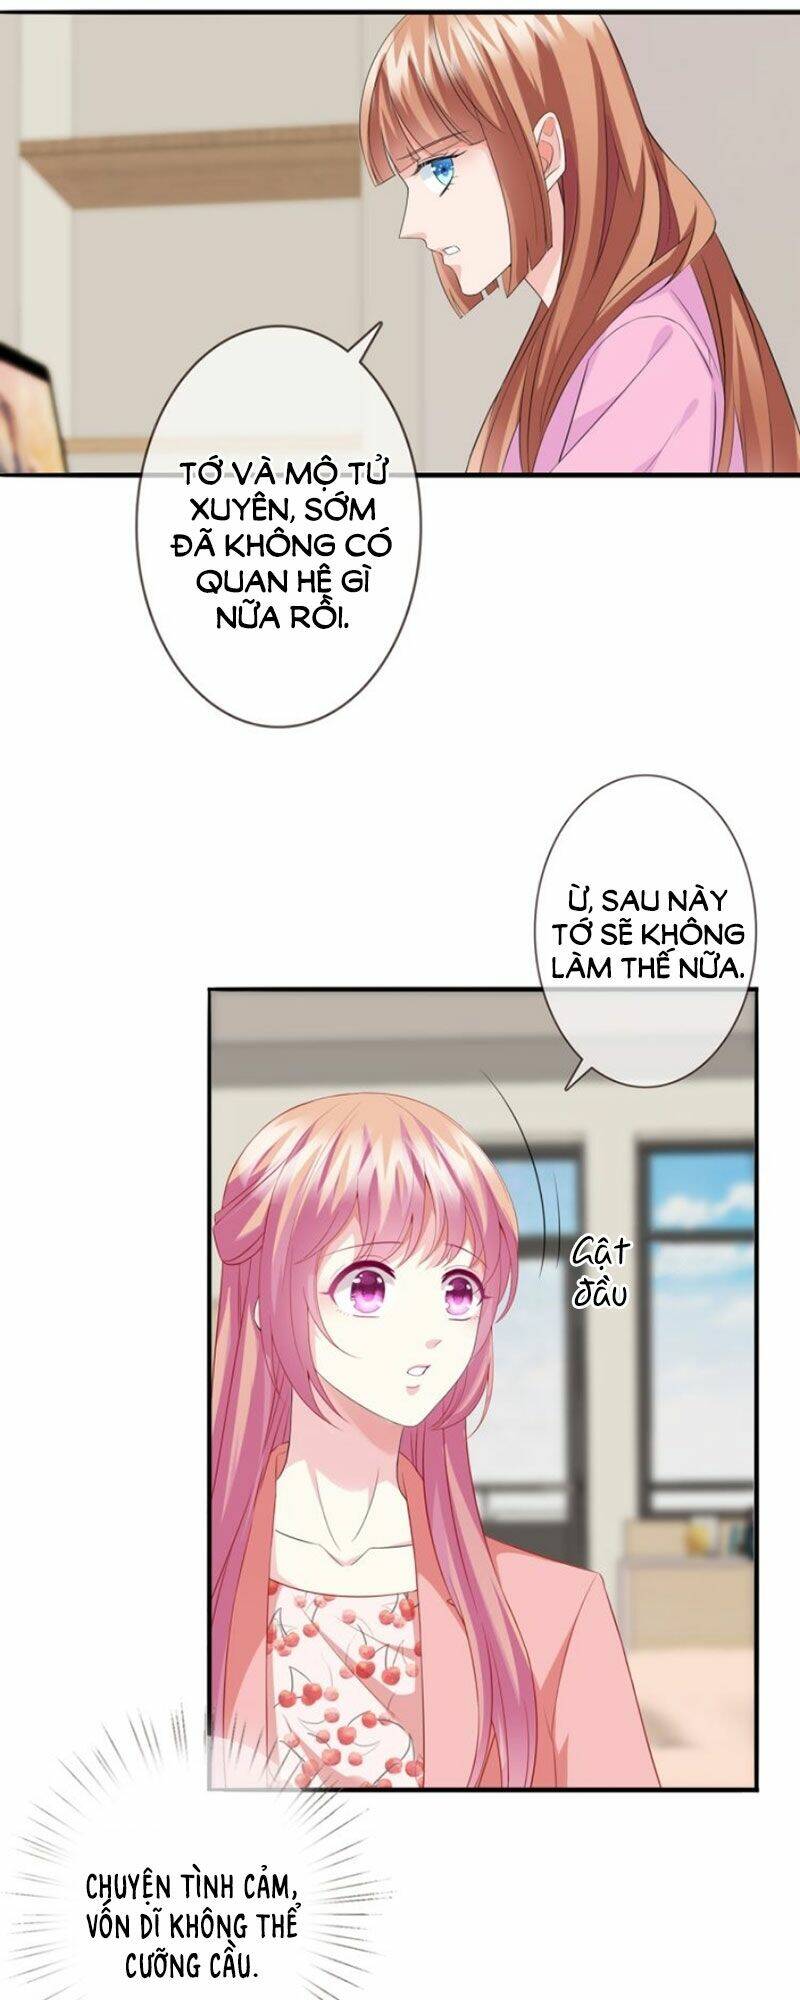 TỚ VÀ MỘ TỬ
XUYÊN, SỚM
ĐÃ KHÔNG CÓ
QUAN HỆ GÌ
NỮA RỒI.
Ừ, SAU NÀY
TỚ SẼ KHÔNG
LÀM THẾ NỮA.
Gật
đầu
CHUYỆN TÌNH CẢM,
VỐN DĨ KHÔNG THỂ
CƯỠNG CẦU.